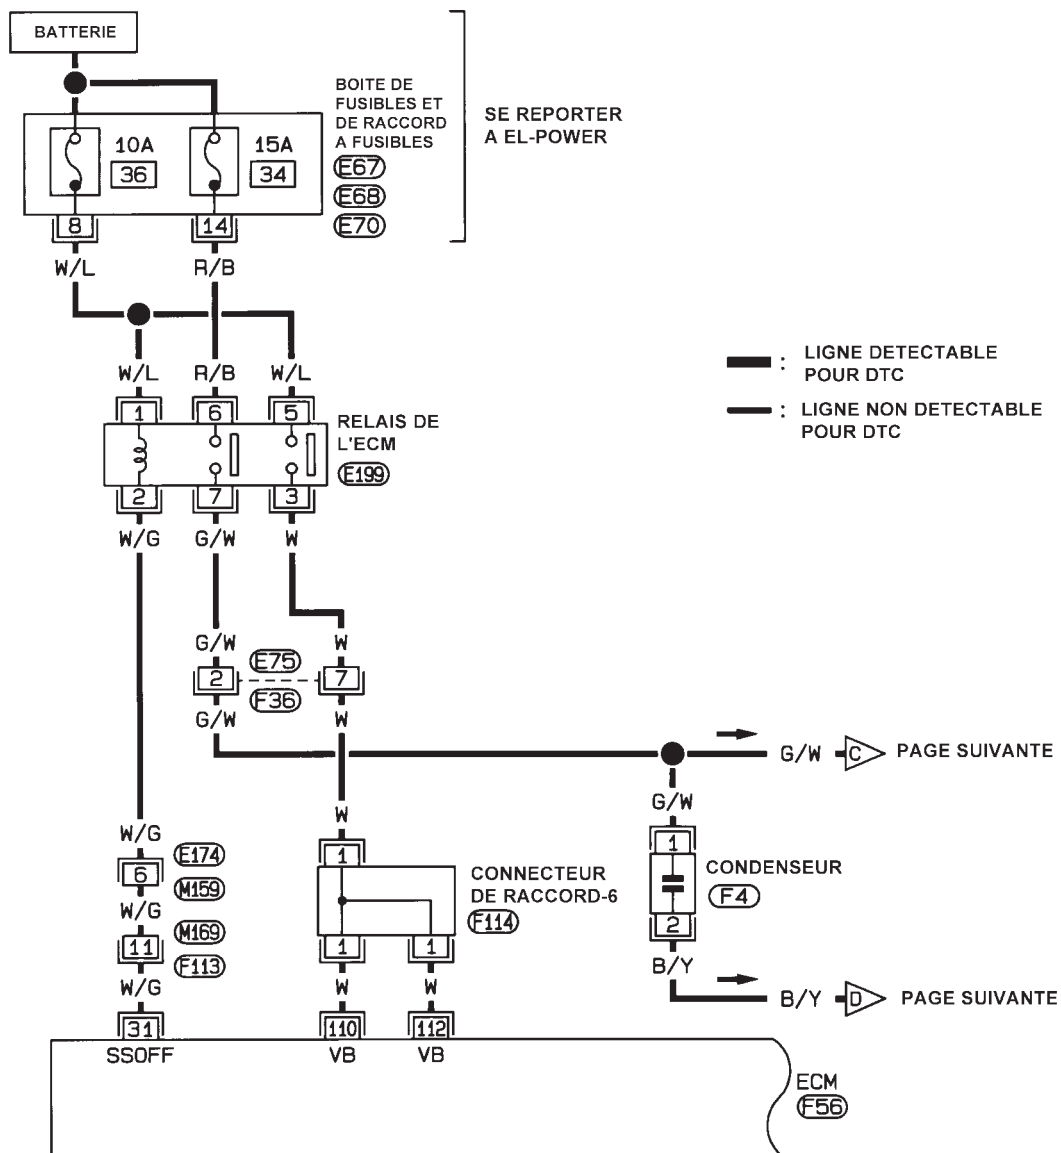 BATTERIE
BOITE DE
FUSIBLES ET
DE RACCORD
A FUSIBLES
E67
E68
E70
SE REPORTER
A EL-POWER
10A
36
15A
34
8
14
W/L
R/B
W/L
R/B
W/L
1
6
5
RELAIS DE
L'ECM
E199
2
7
3
W/G
G/W
W
LIGNE DETECTABLE
POUR DTC
LIGNE NON DETECTABLE
POUR DTC
: 
:
G/W
W
2
E75
F36
7
G/W
W
G/W
C
PAGE SUIVANTE
G/W
W
W/G
6
E174
M159
W/G
11
M169
F113
W/G
1
CONNECTEUR
DE RACCORD-6
F114
1
1
W
W
1
CONDENSEUR
F4
2
B/Y
B/Y
D
PAGE SUIVANTE
31
110
112
SSOFF
VB
VB
ECM
F56